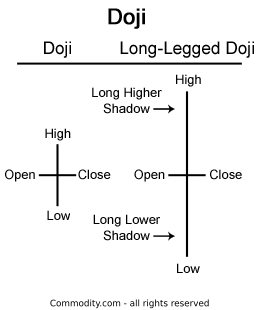 Doji
Doji Long-Legged Doji
High
Long Higher
Shadow
High
Open Close Open Close
Low
Long Lower
Shadow
Low
Commodity.com - all rights reserved